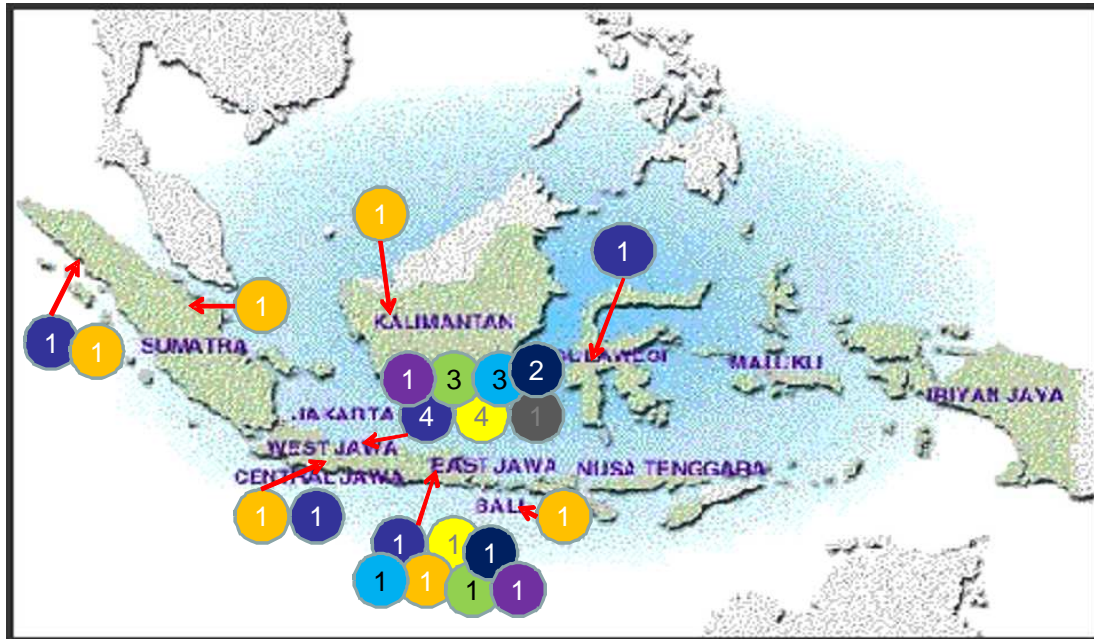 1
1
1
1
KALIMANTAN
1
1
SUMATRA
SULAWESI
MALUKU
1 3 3 2
IRIYAN JAYA
JAKARTA
4 4 1
WEST JAWA
EAST JAWA
NUSA TENGGARA
CENTRAL JAWA
BALI
1 1
1
1 1 1
1 1 1 1